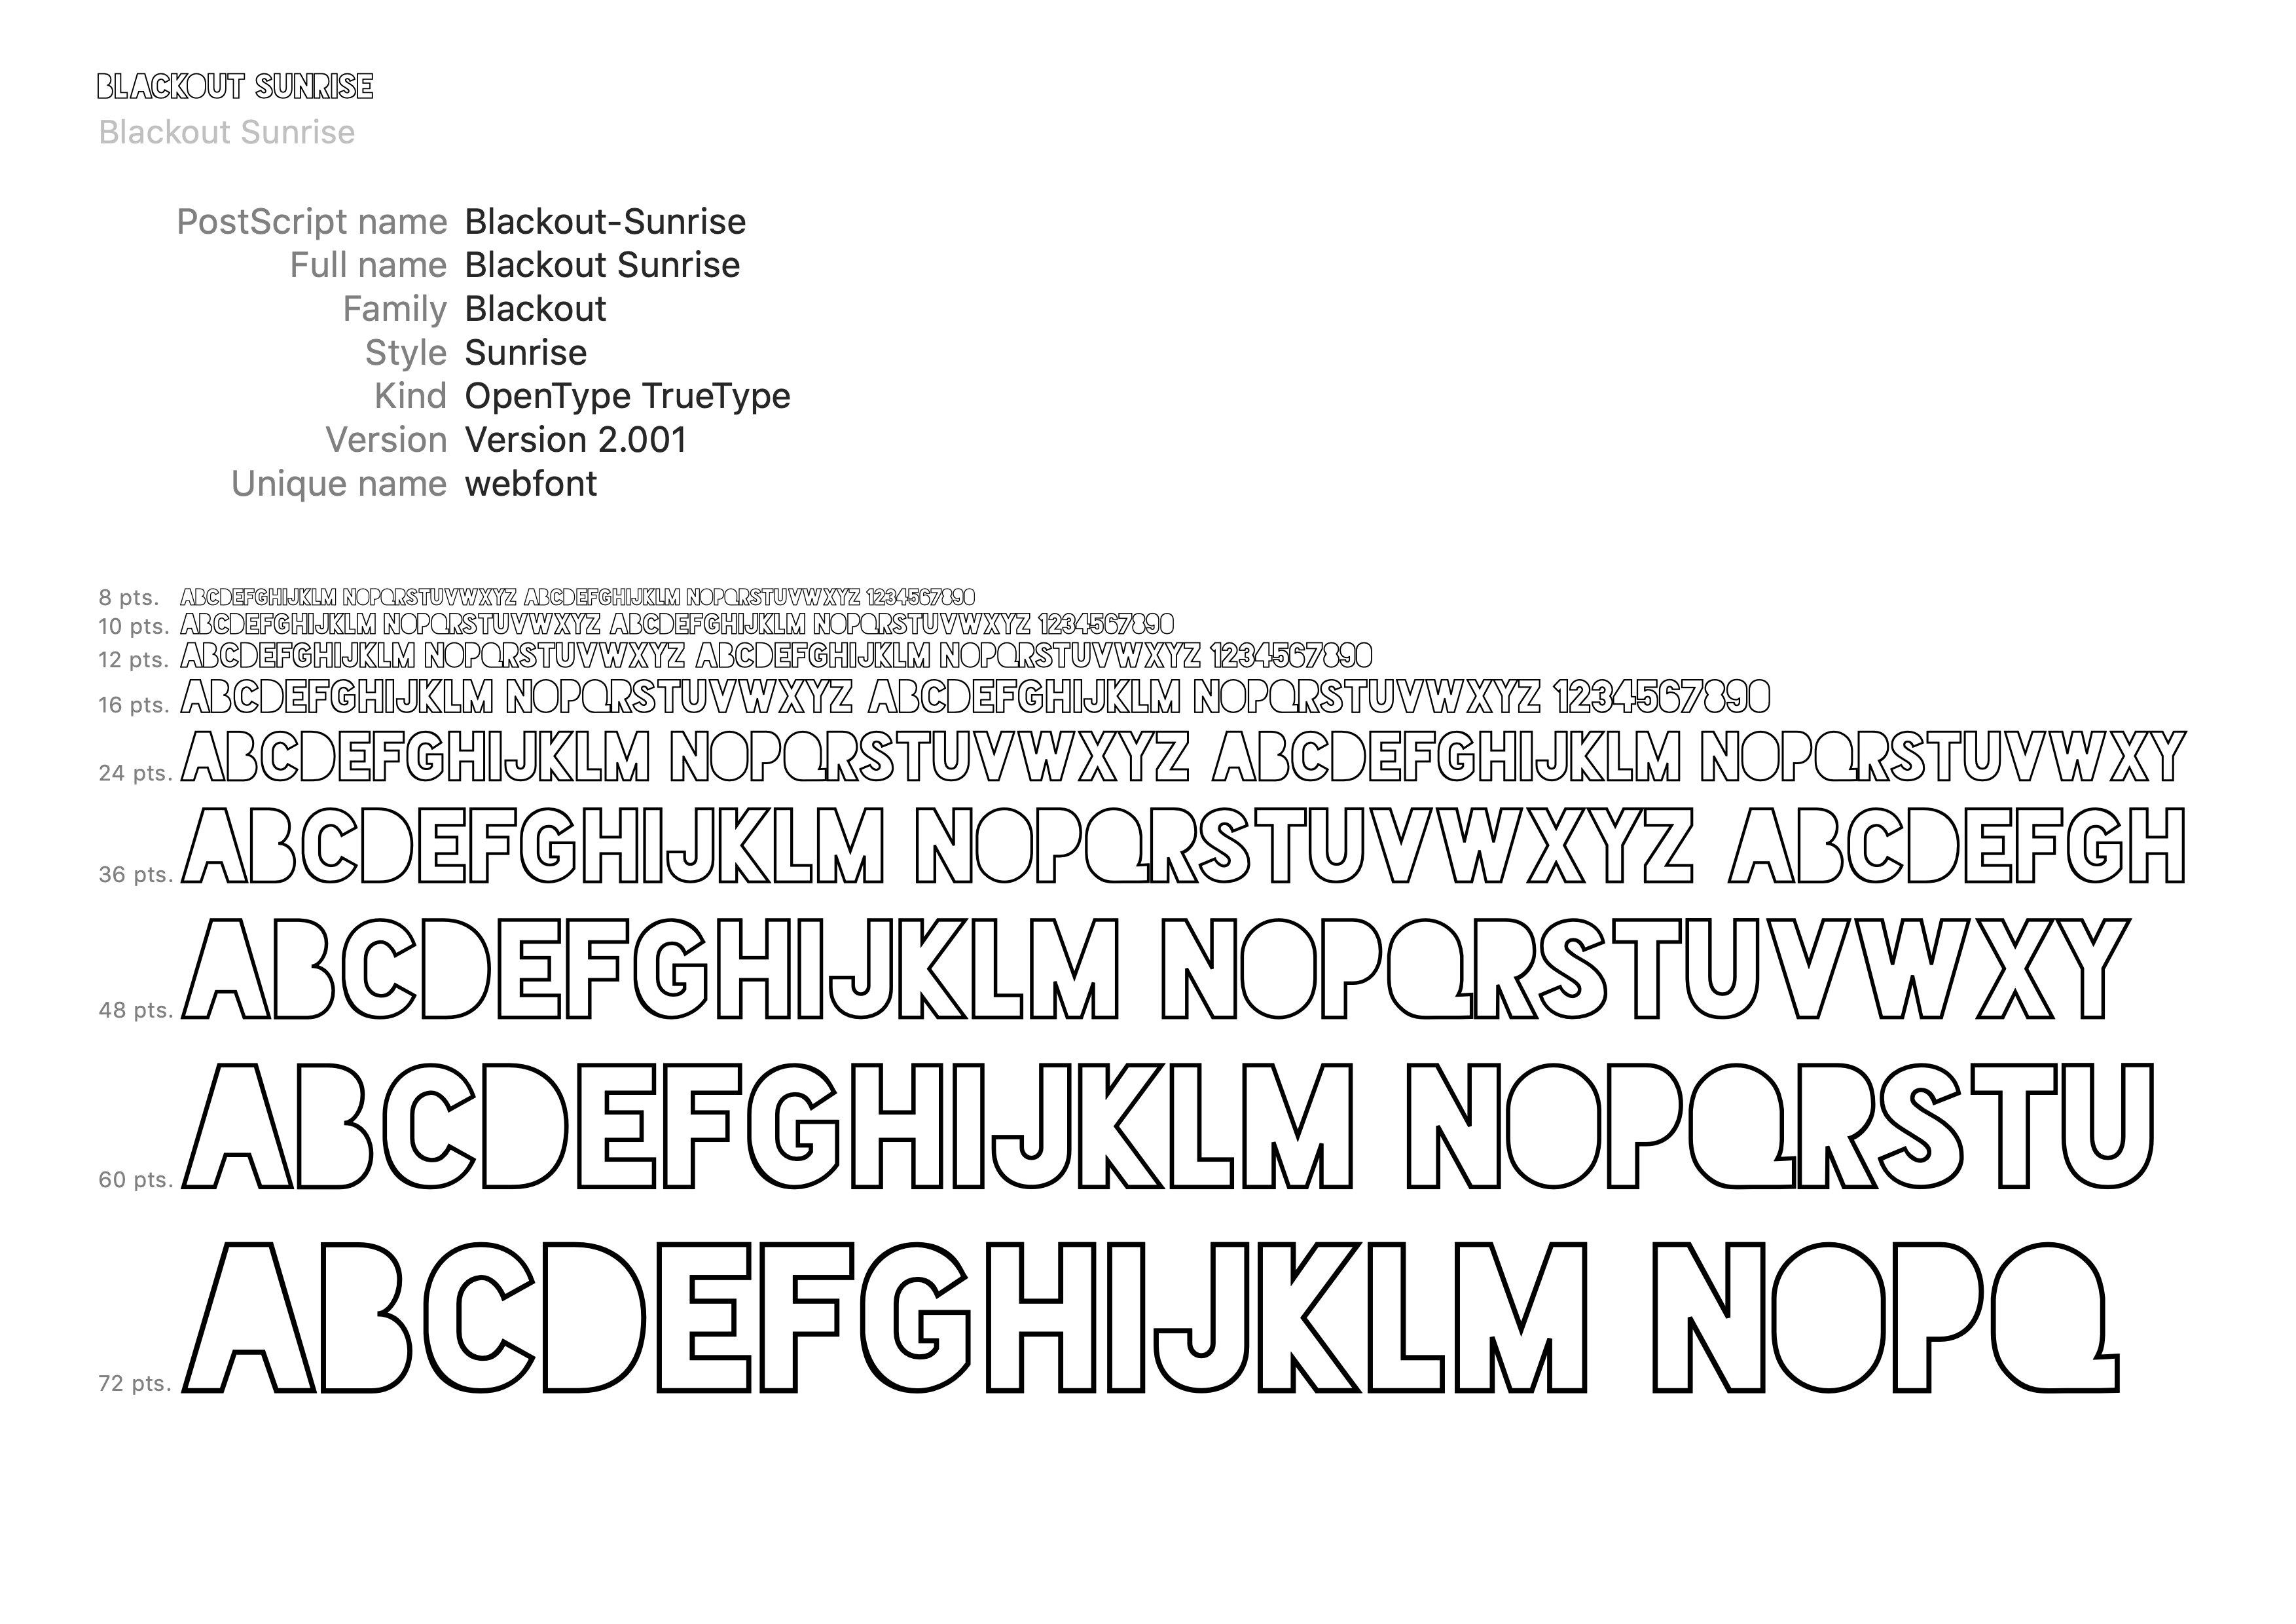 BLACKOUT SUNRISE
Blackout Sunrise
PostScript name Blackout-Sunrise
Full name Blackout Sunrise
Family Blackout
Style Sunrise
Kind OpenType TrueType
Version Version 2.001
Unique name webfont
8 pts. ABCDEFGHIJKLM NOPQRSTUVWXYZ ABCDEFGHIJKLM NOPQRSTUVWXYZ 1234567890
10 pts. ABCDEFGHIJKLM NOPQRSTUVWXYZ ABCDEFGHIJKLM NOPQRSTUVWXYZ 1234567890
12 pts. ABCDEFGHIJKLM NOPQRSTUVWXYZ ABCDEFGHIJKLM NOPQRSTUVWXYZ 1234567890
16 pts. ABCDEFGHIJKLM NOPQRSTUVWXYZ ABCDEFGHIJKLM NOPQRSTUVWXYZ 1234567890
24 pts. ABCDEFGHIJKLM NOPQRSTUVWXYZ ABCDEFGHIJKLM NOPQRSTUVWXY
36 pts. ABCDEFGHIJKLM NOPQRSTUVWXYZ ABCDEFGH
48 pts. ABCDEFGHIJKLM NOPQRSTUVWXY
60 pts. ABCDEFGHIJKLM NOPQRSTU
72 pts. ABCDEFGHIJKLM NOPQ